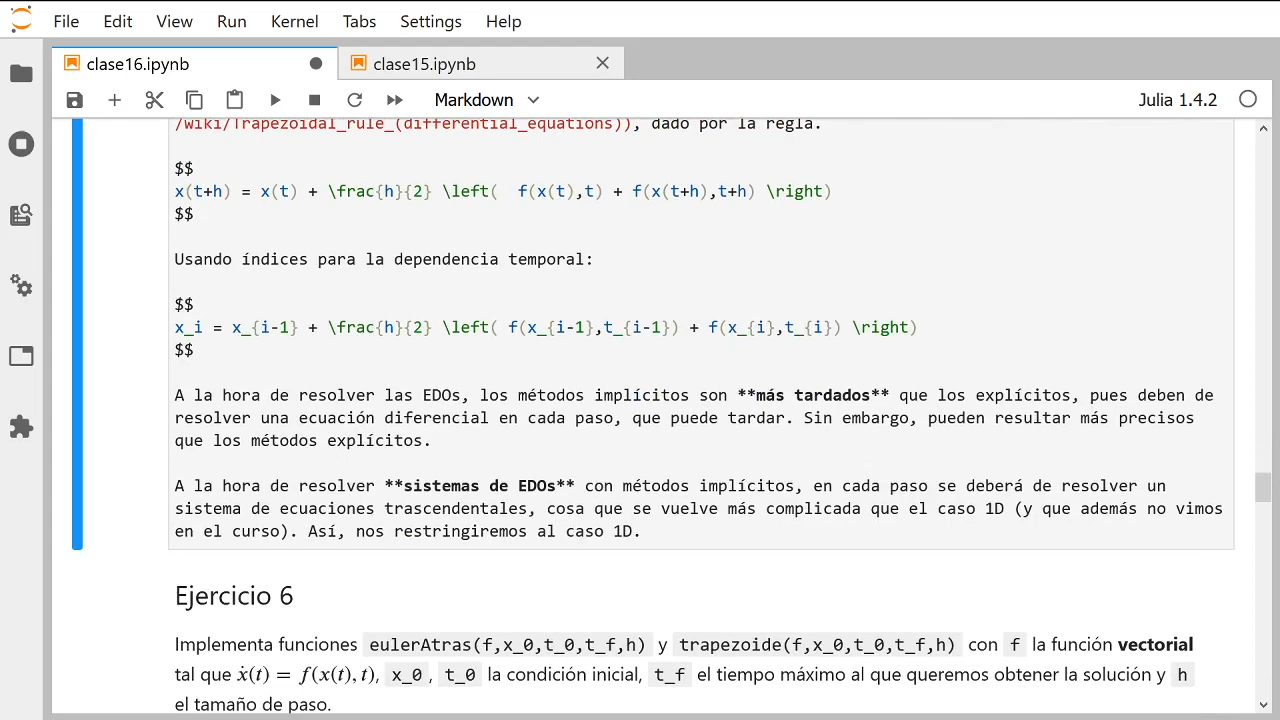 File Edit View Run Kernel Tabs Settings Help
clase16.ipynb clase15.ipynb
Markdown Julia 1.4.2
/wiki/Trapezoidal_rule_(differential_equations)), dado por la regla.
$$
x(t+h) = x(t) + \frac{h}{2} \left(  f(x(t),t) + f(x(t+h),t+h) \right)
$$
Usando índices para la dependencia temporal:
$$
x_i = x_{i-1} + \frac{h}{2} \left( f(x_{i-1},t_{i-1}) + f(x_{i},t_{i}) \right)
$$
A la hora de resolver las EDOs, los métodos implícitos son **más tardados** que los explícitos, pues deben de
resolver una ecuación diferencial en cada paso, que puede tardar. Sin embargo, pueden resultar más precisos
que los métodos explícitos.
A la hora de resolver **sistemas de EDOs** con métodos implícitos, en cada paso se deberá de resolver un
sistema de ecuaciones trascendentales, cosa que se vuelve más complicada que el caso 1D (y que además no vimos
en el curso). Así, nos restringiremos al caso 1D.
Ejercicio 6
Implementa funciones eulerAtras(f,x_0,t_0,t_f,h) y trapezoide(f,x_0,t_0,t_f,h) con f la función vectorial
tal que ẋ(t) = f(x(t), t), x_0 , t_0 la condición inicial, t_f el tiempo máximo al que queremos obtener la solución y h
el tamaño de paso.